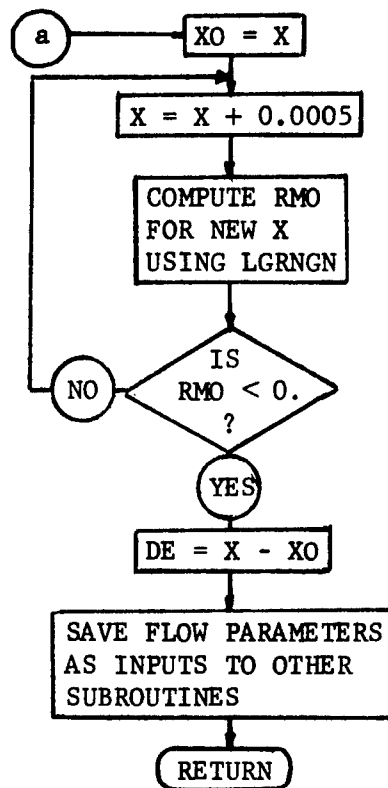 a
XO = X
X = X + 0.0005
COMPUTE RMO
FOR NEW X
USING LGRNGN
IS
RMO < 0.
?
NO
YES
DE = X - XO
SAVE FLOW PARAMETERS
AS INPUTS TO OTHER
SUBROUTINES
RETURN